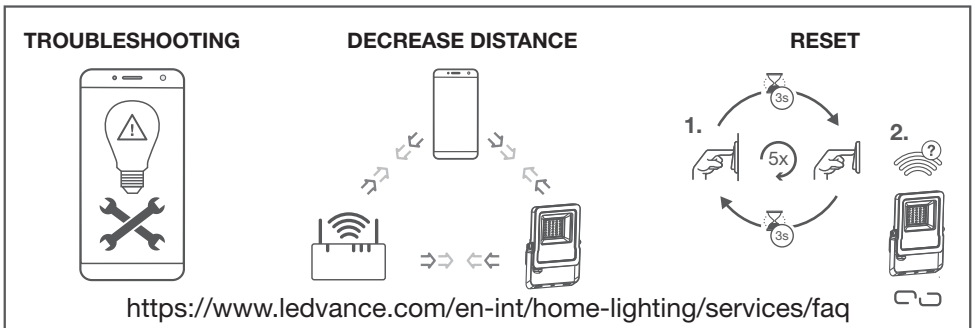 TROUBLESHOOTING
DECREASE DISTANCE
RESET
3s
1.
2.
?
5x
3s
https://www.ledvance.com/en-int/home-lighting/services/faq